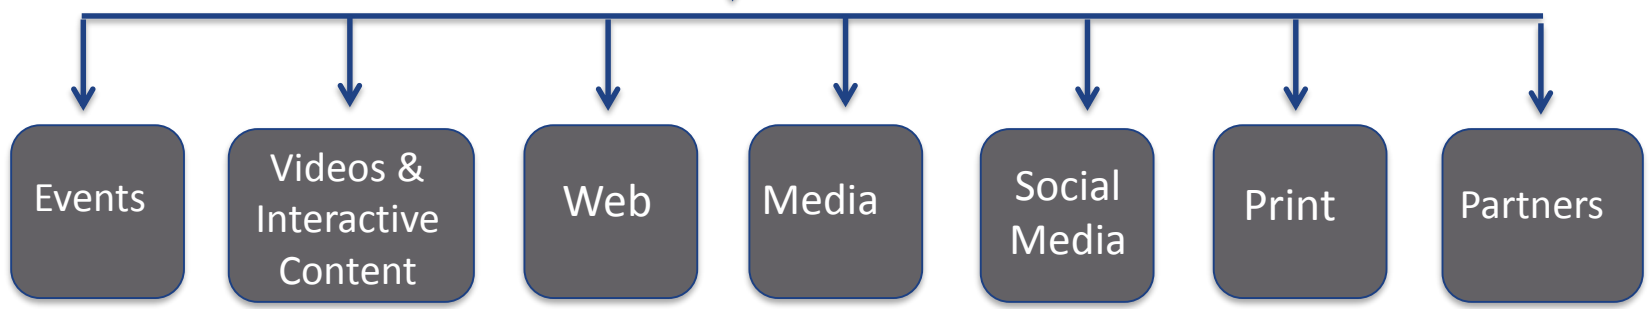 Events
Videos &
Interactive
Content
Web
Media
Social
Media
Print
Partners